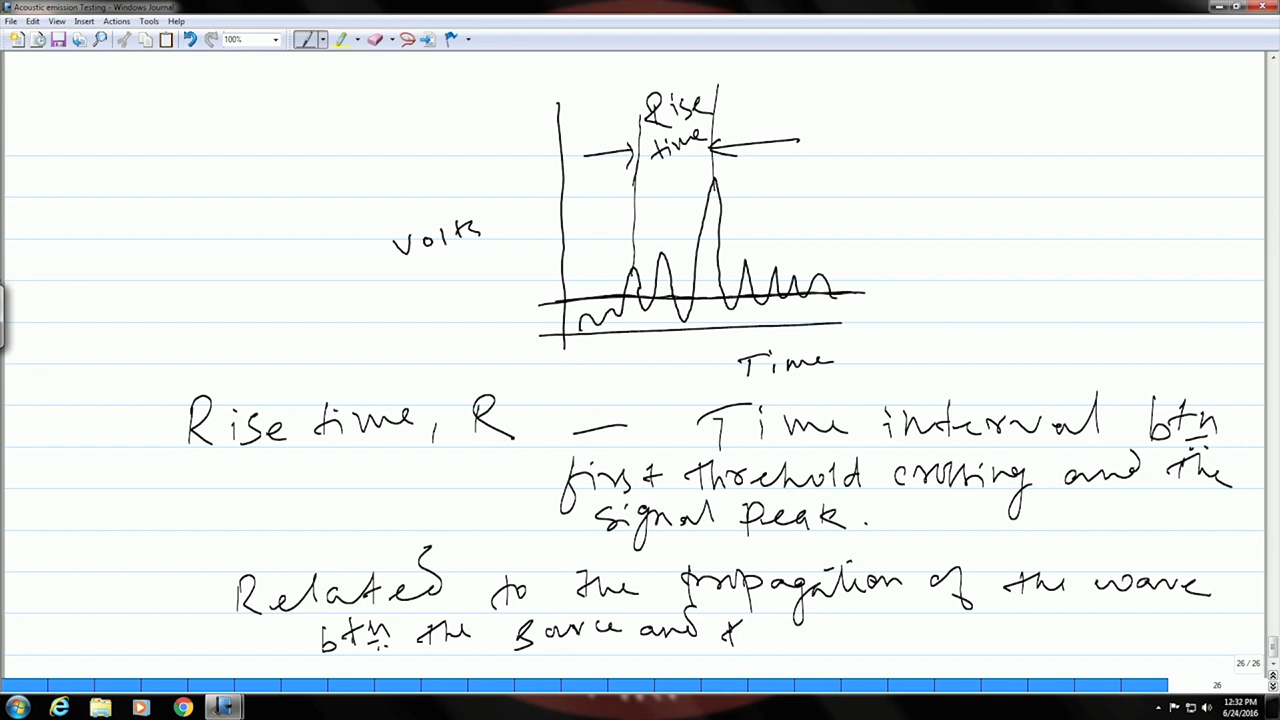 Acoustic emission Testing - Windows Journal
File Edit View Insert Actions Tools Help
100%
Rise
time
volts
Time
Rise time, R — Time interval btn
first threshold crossing and the
signal peak.
Related to the propagation of the wave
btn the source and t
26 / 26
26
12:32 PM
6/24/2016